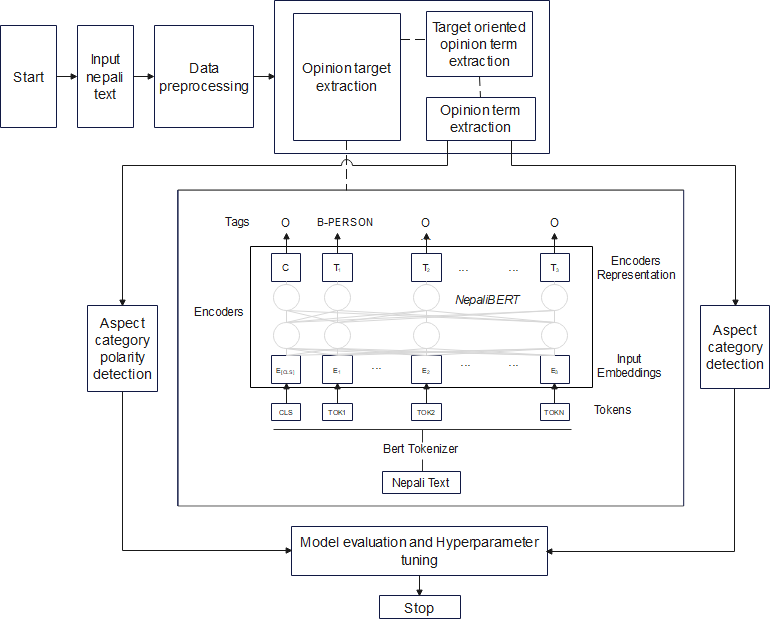 Start
Input
nepali
text
Data
preprocessing
Opinion target
extraction
Target oriented
opinion term
extraction
Opinion term
extraction
Tags
O
B-PERSON
O
O
C
T1
T2
... ...
T3
Encoders
Representation
Encoders
NepaliBERT
E[CLS]
E1
...
E2
... ...
E3
Input
Embeddings
CLS
TOK1
TOK2
TOKN
Tokens
Bert Tokenizer
Nepali Text
Aspect
category
polarity
detection
Aspect
category
detection
Model evaluation and Hyperparameter
tuning
Stop